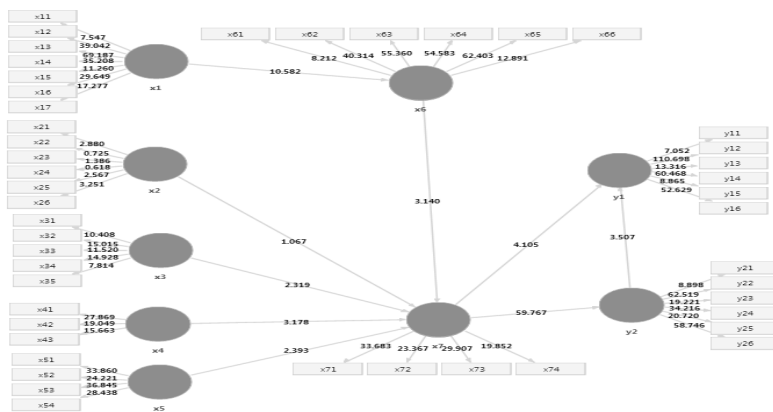 x11
x12
x13
x14
x15
x16
x17
7.547
39.042
69.187
35.208
11.260
29.649
17.277
x1
10.582
x61
x62
x63
x64
x65
x66
8.212
40.314
55.360
54.583
62.403
12.891
x6
x21
x22
x23
x24
x25
x26
2.880
0.725
1.386
0.618
2.567
3.251
x2
1.067
3.140
x31
x32
x33
x34
x35
10.408
15.015
11.520
14.928
7.814
x3
2.319
x41
x42
x43
27.869
19.049
15.663
x4
3.178
x51
x52
x53
x54
33.860
24.221
36.845
28.438
x5
2.393
x7
33.683
23.367
29.907
19.852
x71
x72
x73
x74
4.105
59.767
y11
y12
y13
y14
y15
y16
7.052
110.698
13.316
60.468
8.865
52.629
y1
3.507
y21
y22
y23
y24
y25
y26
8.898
62.519
19.221
34.216
20.720
58.746
y2